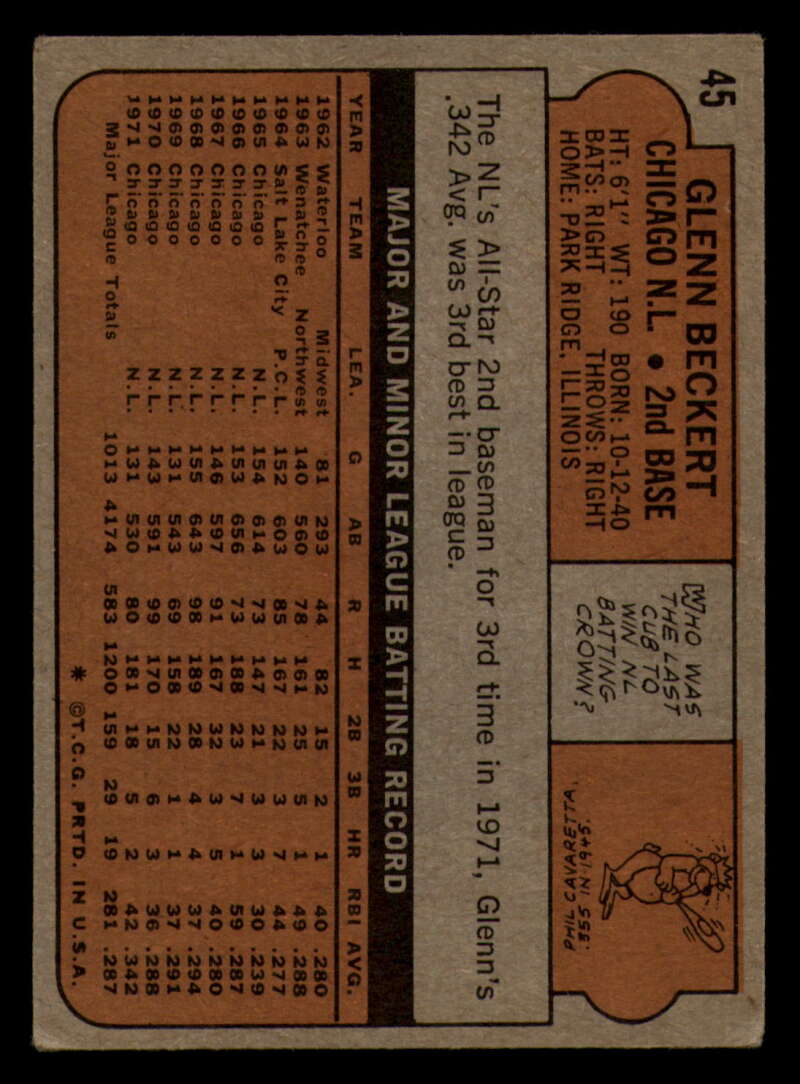 45
GLENN BECKERT
CHICAGO N.L. • 2nd BASE
HT: 6'1" WT: 190 BORN: 10-12-40
BATS: RIGHT THROWS: RIGHT
HOME: PARK RIDGE, ILLINOIS
WHO WAS
THE LAST
CUB TO
WIN NL
BATTING
CROWN?
PHIL CAVARETTA,
.355 IN 1945.
The NL's All-Star 2nd baseman for 3rd time in 1971, Glenn's
.342 Avg. was 3rd best in league.
MAJOR AND MINOR LEAGUE BATTING RECORD
YEAR TEAM LEA. G AB R H 2B 3B HR RBI AVG.
1962 Waterloo Midwest 81 293 44 82 15 2 1 40 .280
1963 Wenatchee Northwest 140 560 78 161 25 5 1 49 .288
1964 Salt Lake City P.C.L. 152 603 85 167 22 3 7 44 .277
1965 Chicago N.L. 154 614 73 147 21 3 3 30 .239
1966 Chicago N.L. 153 656 73 188 23 7 1 59 .287
1967 Chicago N.L. 146 597 91 167 32 3 5 40 .280
1968 Chicago N.L. 155 643 98 189 28 4 4 37 .294
1969 Chicago N.L. 131 543 69 158 22 1 1 37 .291
1970 Chicago N.L. 143 591 99 170 15 6 3 36 .288
1971 Chicago N.L. 131 530 80 181 18 5 2 42 .342
Major League Totals 1013 4174 583 1200 159 29 19 281 .287
* ©T.C.G. PRTD. IN U.S.A.